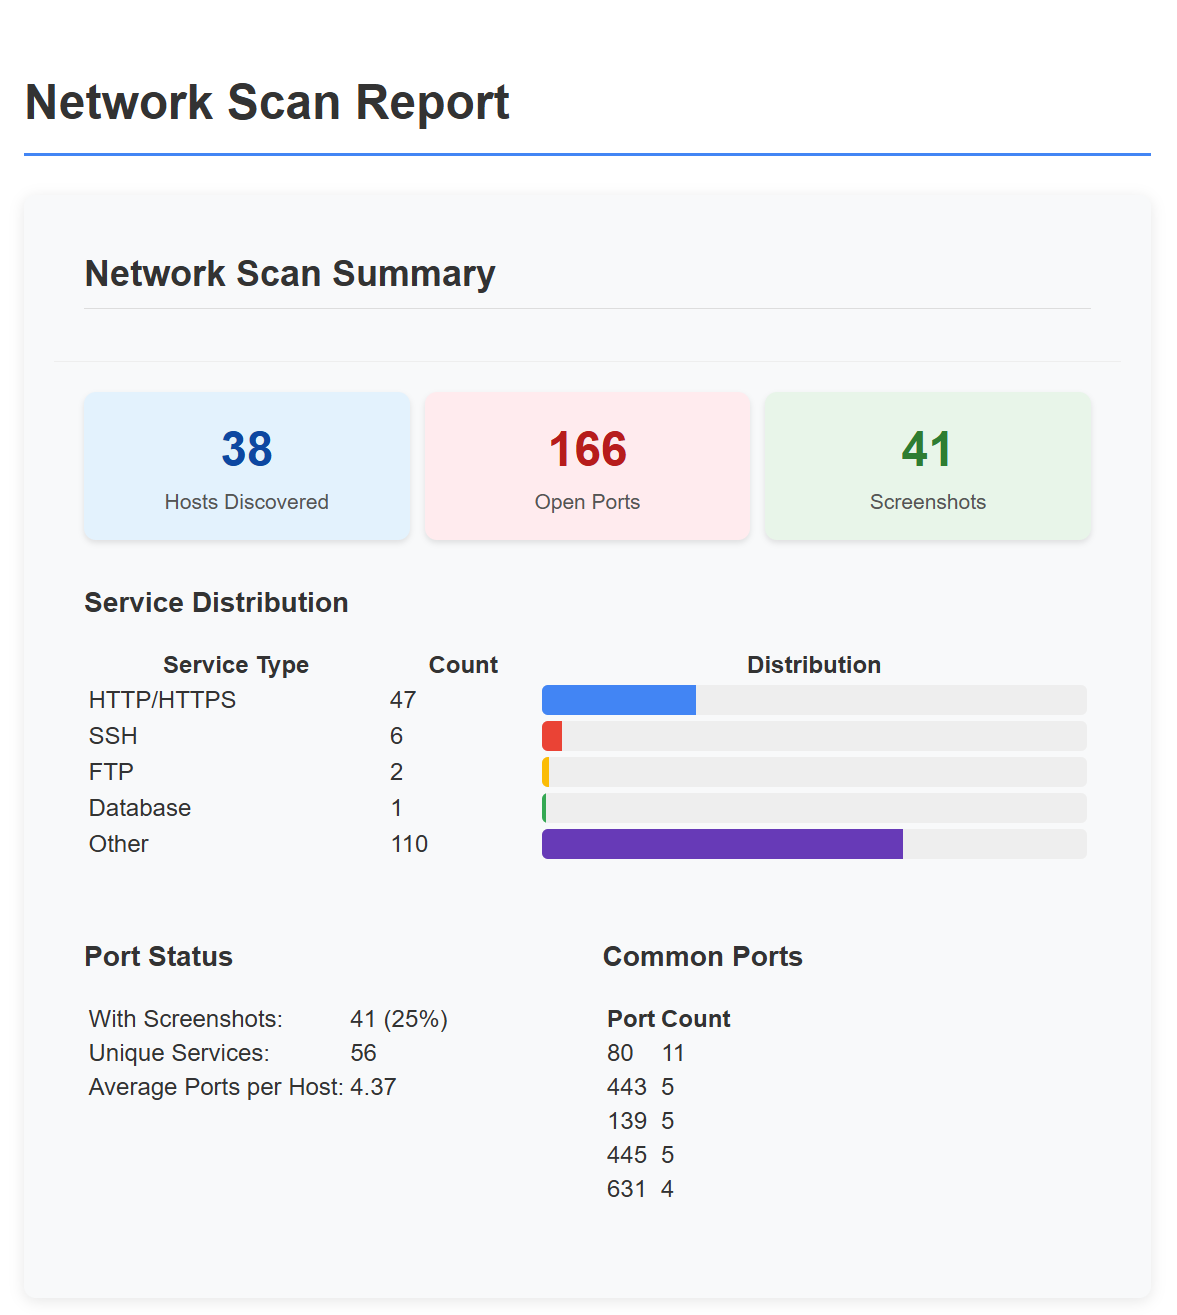 Network Scan Report
Network Scan Summary
38
Hosts Discovered
166
Open Ports
41
Screenshots
Service Distribution
Service Type Count Distribution
HTTP/HTTPS 47
SSH 6
FTP 2
Database 1
Other 110
Port Status
With Screenshots: 41 (25%)
Unique Services: 56
Average Ports per Host: 4.37
Common Ports
Port Count
80 11
443 5
139 5
445 5
631 4